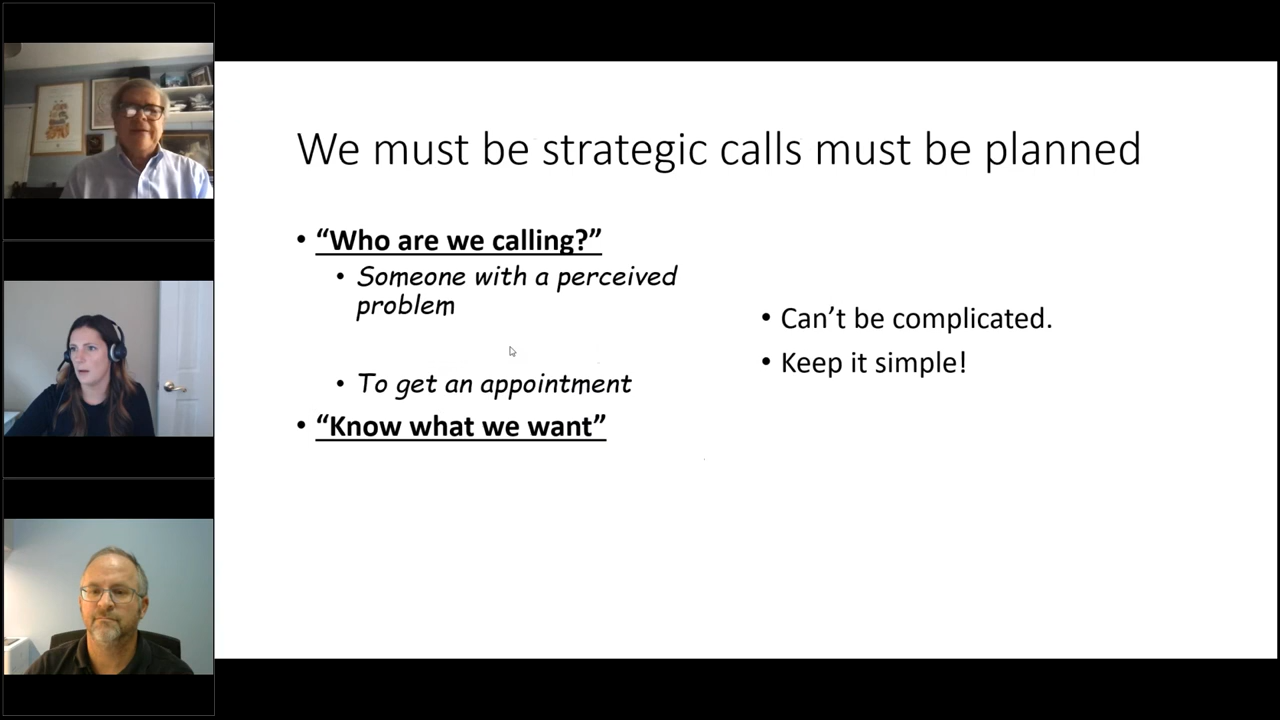 We must be strategic calls must be planned
• “Who are we calling?”
• Someone with a perceived
problem
• To get an appointment
• “Know what we want”
• Can’t be complicated.
• Keep it simple!